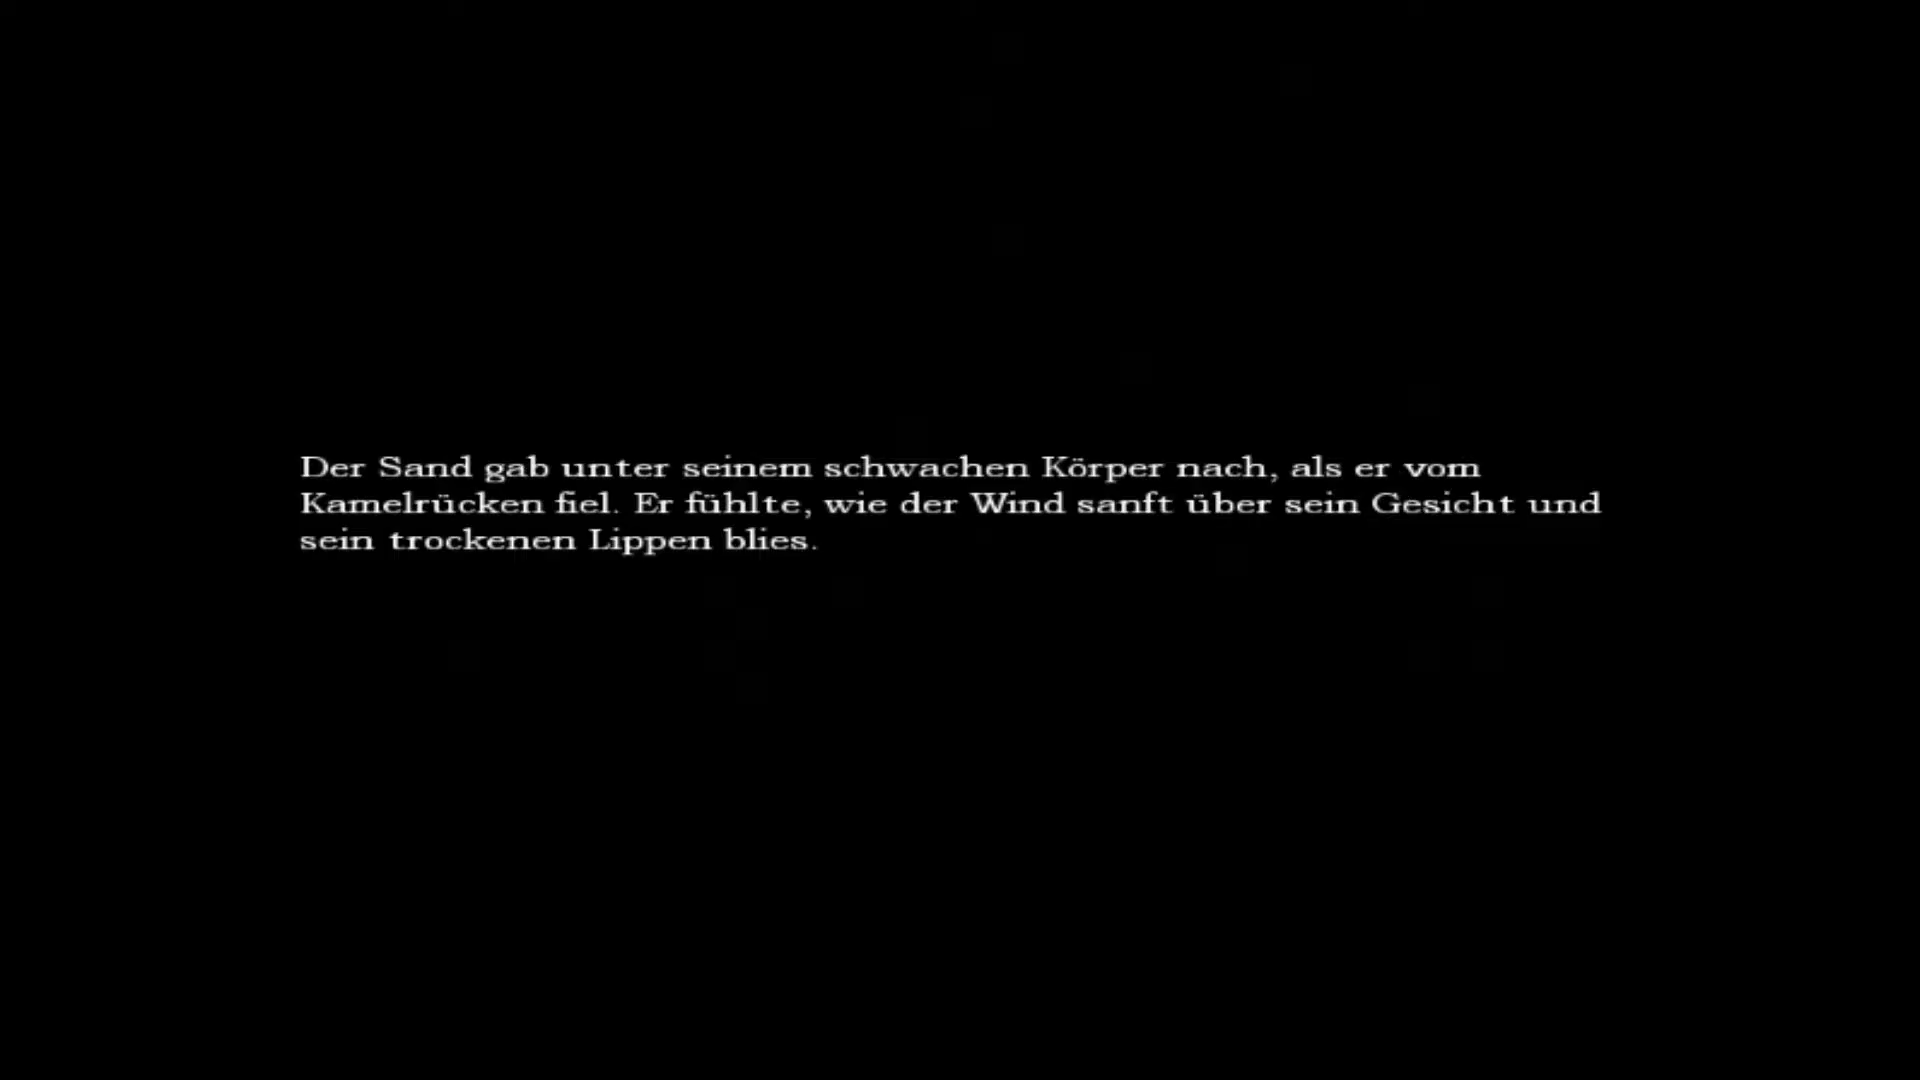 Der Sand gab unter seinem schwachen Körper nach, als er vom
Kamelrücken fiel. Er fühlte, wie der Wind sanft über sein Gesicht und
sein trockenen Lippen blies.